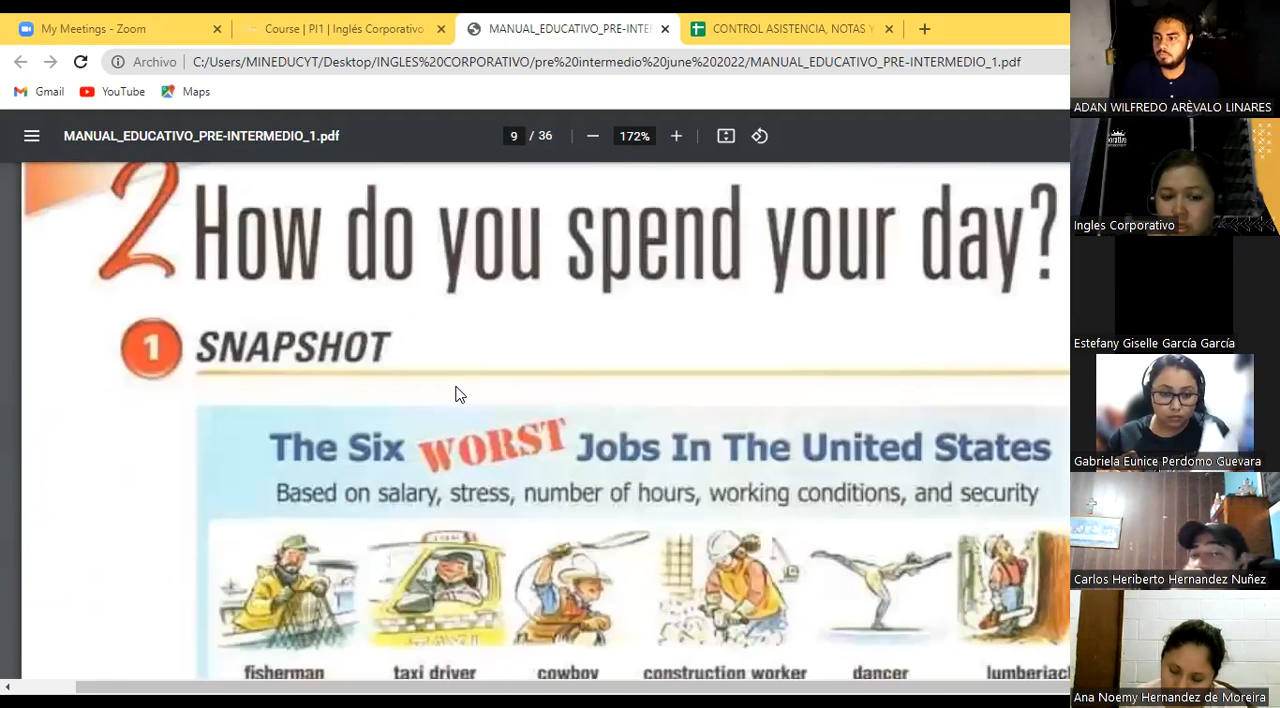 My Meetings - Zoom
Course | PI1 | Inglés Corporativo
MANUAL_EDUCATIVO_PRE-INTER
CONTROL ASISTENCIA, NOTAS Y
Archivo
C:/Users/MINEDUCYT/Desktop/INGLES%20CORPORATIVO/pre%20intermedio%20june%202022/MANUAL_EDUCATIVO_PRE-INTERMEDIO_1.pdf
Gmail YouTube Maps
MANUAL_EDUCATIVO_PRE-INTERMEDIO_1.pdf
9 / 36
172%
2 How do you spend your day?
1 SNAPSHOT
The Six WORST Jobs In The United States
Based on salary, stress, number of hours, working conditions, and security
TAXI
fisherman taxi driver cowboy construction worker dancer lumberjac
ADAN WILFREDO ARÈVALO LINARES
Ingles Corporativo
Estefany Giselle García García
Gabriela Eunice Perdomo Guevara
Carlos Heriberto Hernandez Nuñez
Ana Noemy Hernandez de Moreira